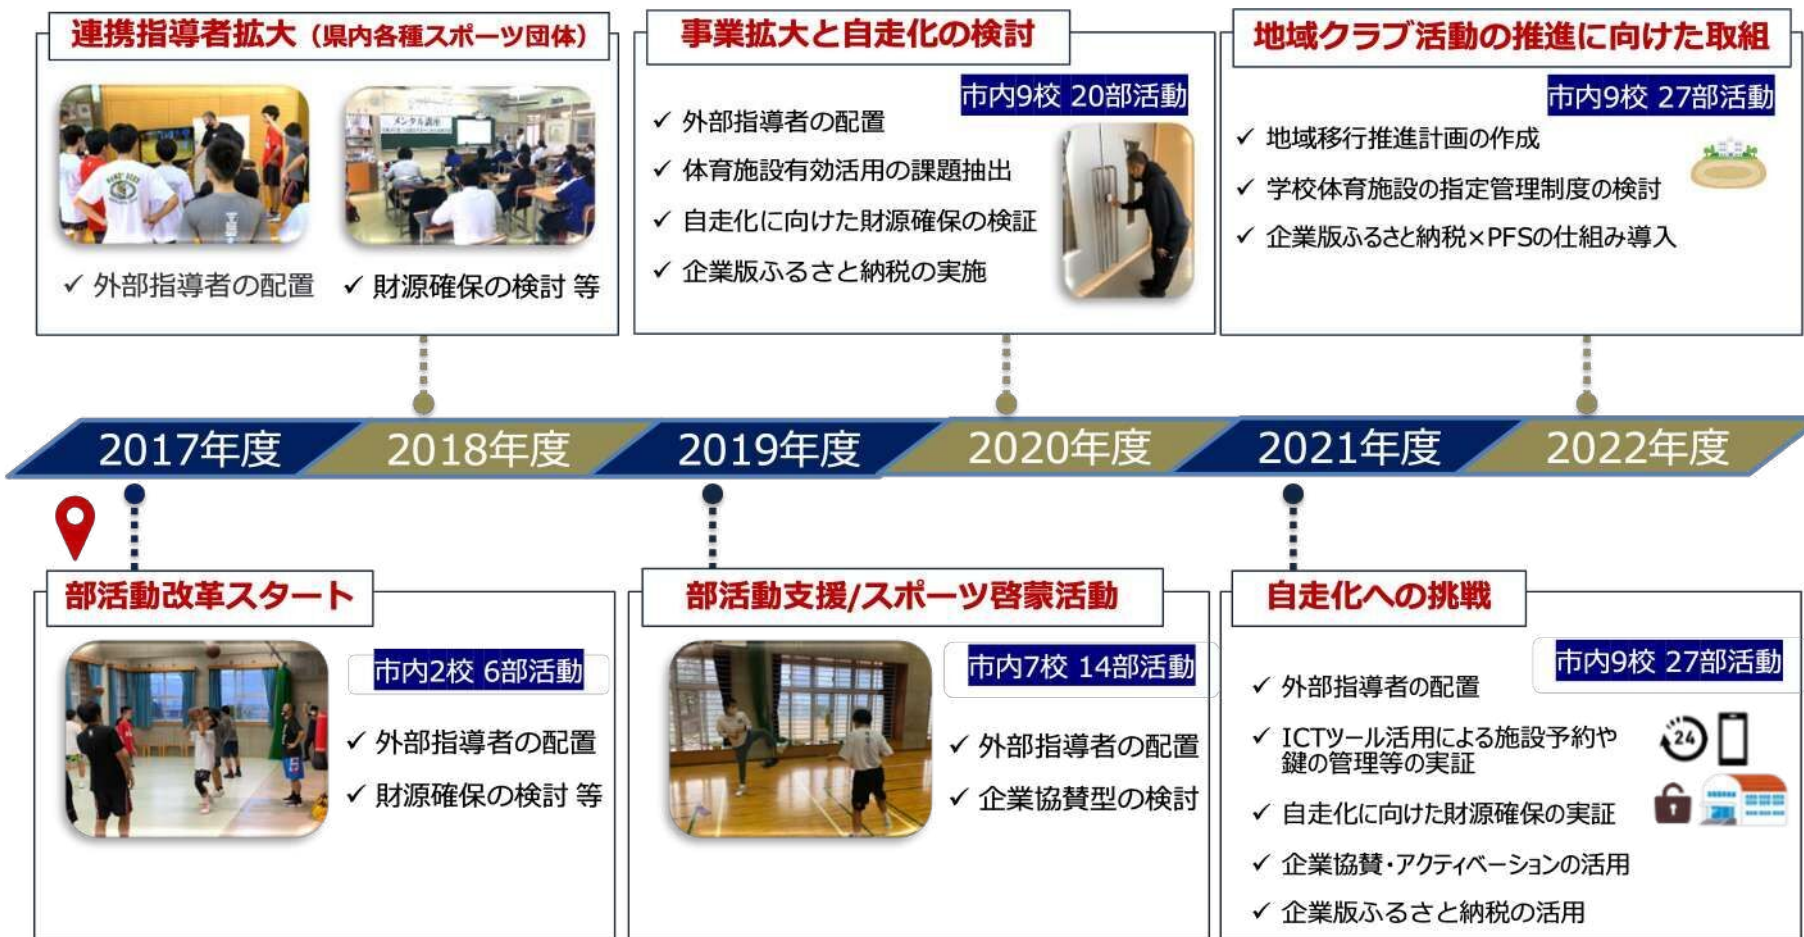 連携指導者拡大（県内各種スポーツ団体）
メンタル講座
✓ 外部指導者の配置
✓ 財源確保の検討 等
事業拡大と自走化の検討
市内9校 20部活動
✓ 外部指導者の配置
✓ 体育施設有効活用の課題抽出
✓ 自走化に向けた財源確保の検証
✓ 企業版ふるさと納税の実施
地域クラブ活動の推進に向けた取組
市内9校 27部活動
✓ 地域移行推進計画の作成
✓ 学校体育施設の指定管理制度の検討
✓ 企業版ふるさと納税×PFSの仕組み導入
2017年度
2018年度
2019年度
2020年度
2021年度
2022年度
部活動改革スタート
市内2校 6部活動
✓ 外部指導者の配置
✓ 財源確保の検討 等
部活動支援/スポーツ啓蒙活動
市内7校 14部活動
✓ 外部指導者の配置
✓ 企業協賛型の検討
自走化への挑戦
市内9校 27部活動
✓ 外部指導者の配置
✓ ICTツール活用による施設予約や
鍵の管理等の実証
24
✓ 自走化に向けた財源確保の実証
✓ 企業協賛・アクティベーションの活用
✓ 企業版ふるさと納税の活用